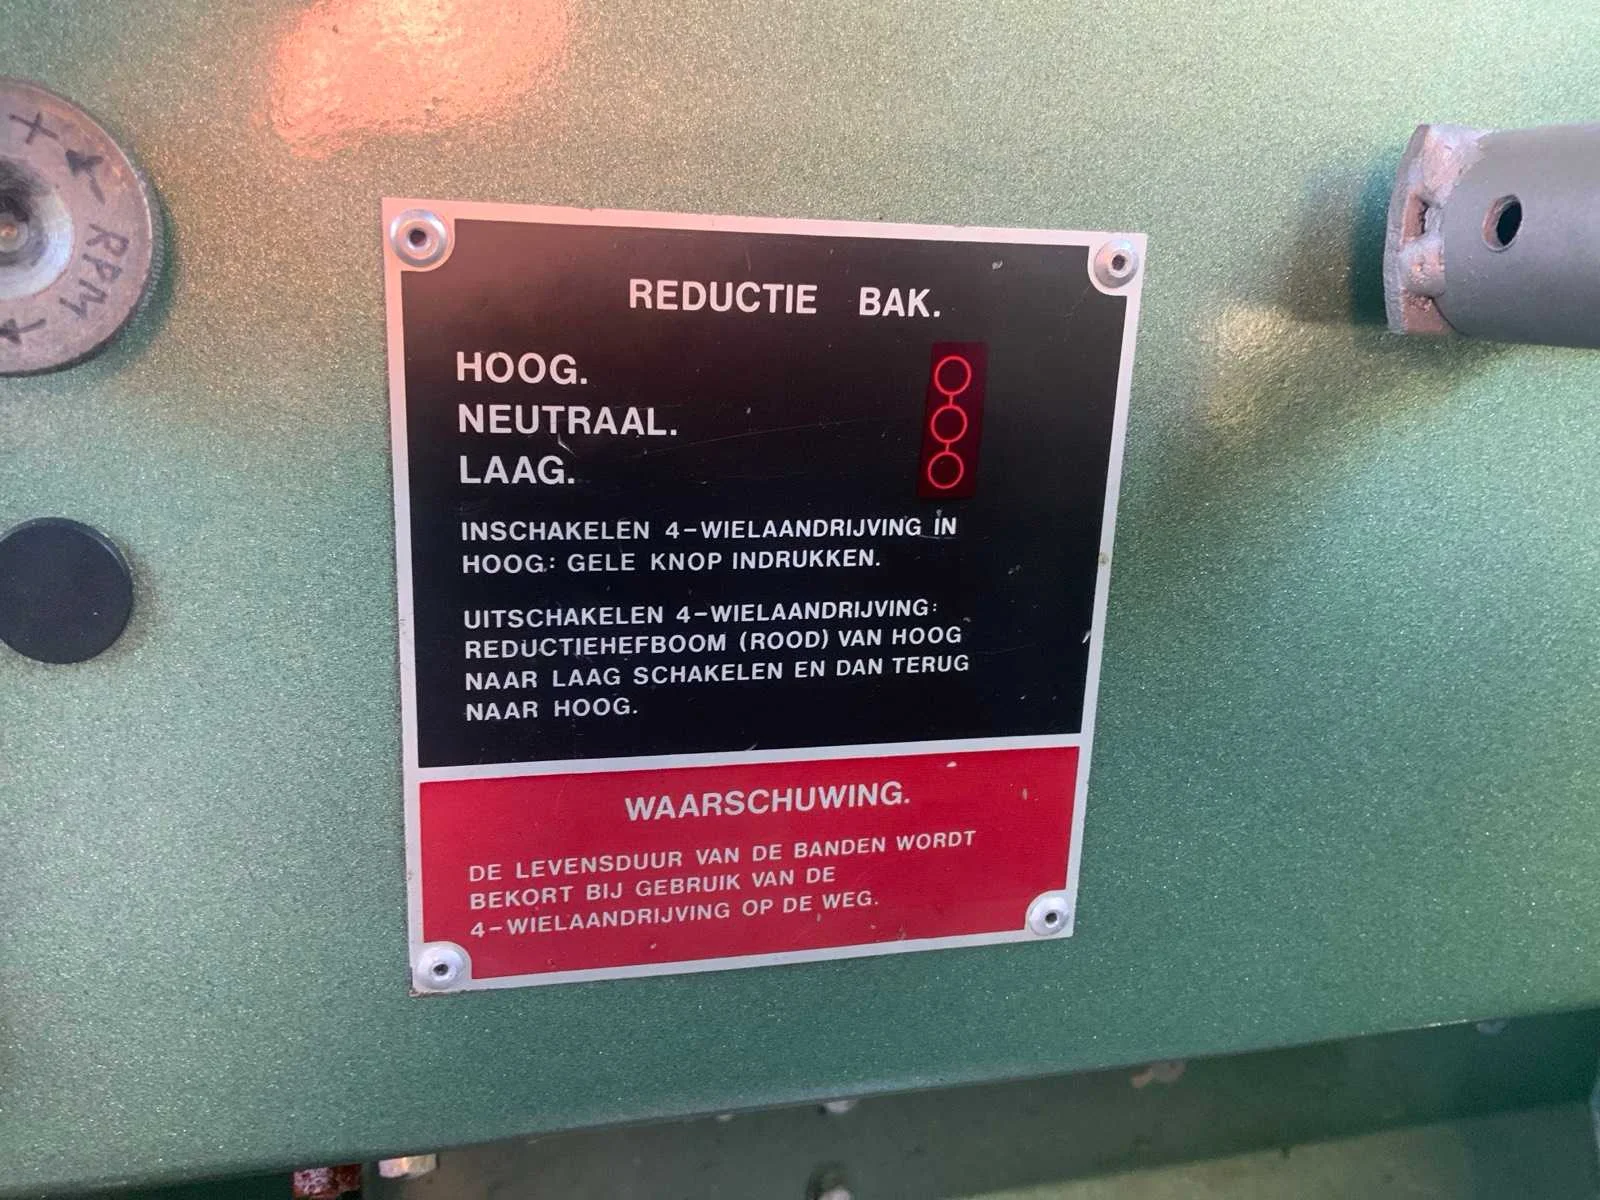 RPM
REDUCTIE BAK.
HOOG.
NEUTRAAL.
LAAG.
INSCHAKELEN 4-WIELAANDRIJVING IN
HOOG: GELE KNOP INDRUKKEN.
UITSCHAKELEN 4-WIELAANDRIJVING:
REDUCTIEHEFBOOM (ROOD) VAN HOOG
NAAR LAAG SCHAKELEN EN DAN TERUG
NAAR HOOG.
WAARSCHUWING.
DE LEVENSDUUR VAN DE BANDEN WORDT
BEKORT BIJ GEBRUIK VAN DE
4-WIELAANDRIJVING OP DE WEG.